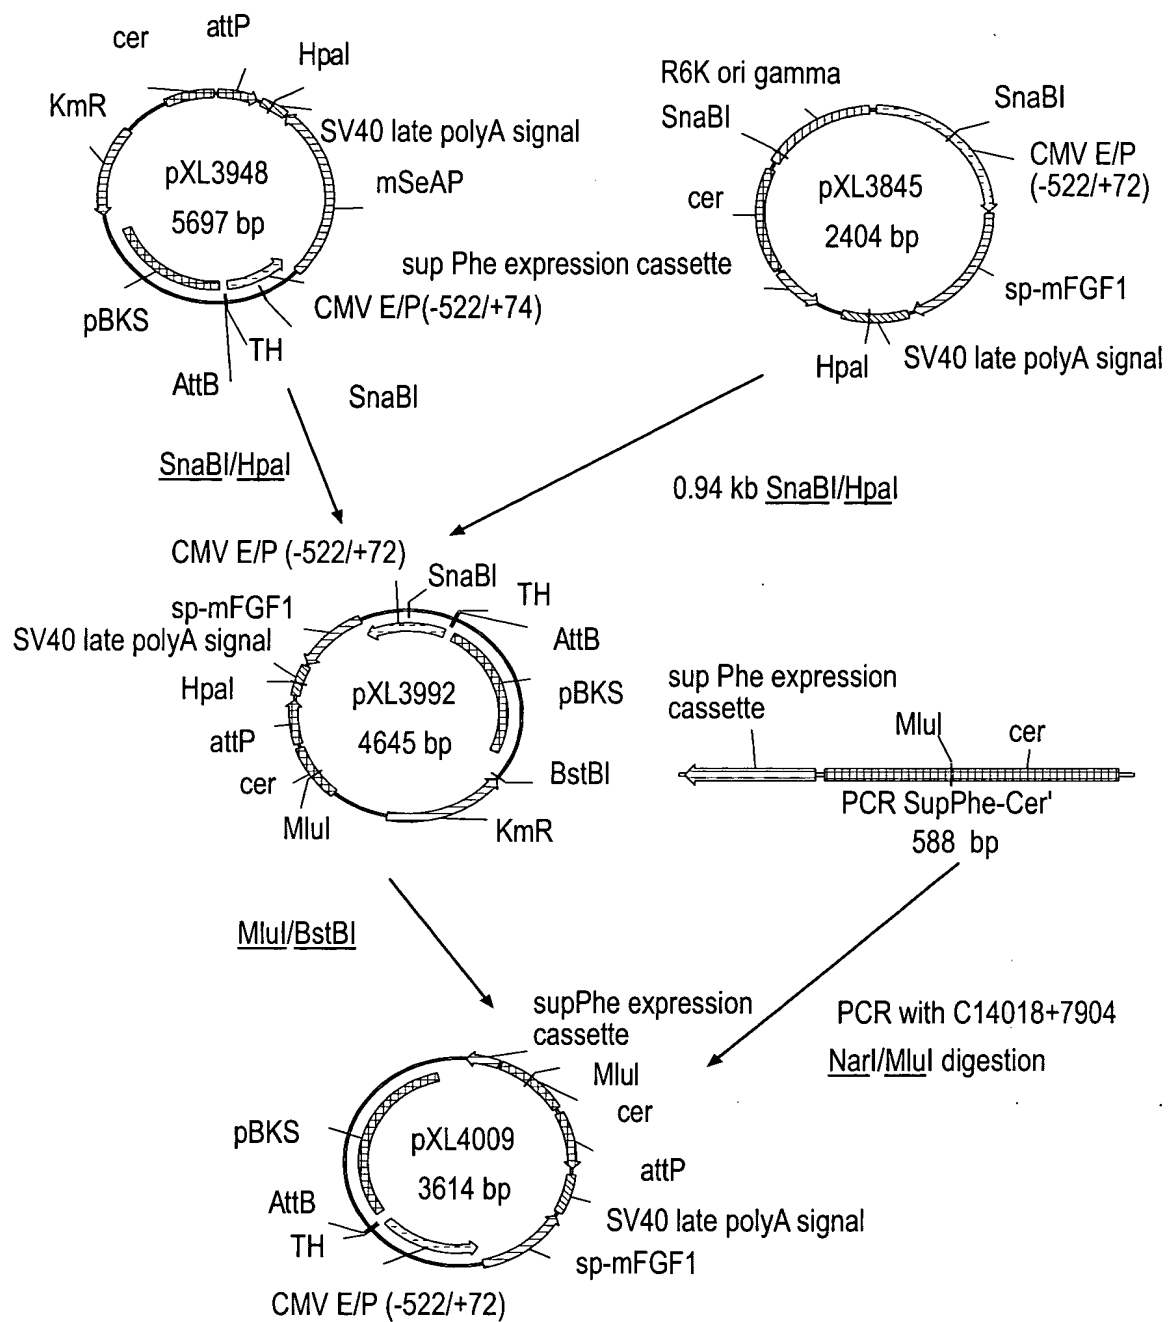 attP
cer
HpaI
KmR
SV40 late polyA signal
pXL3948
mSeAP
5697 bp
sup Phe expression cassette
CMV E/P(-522/+74)
pBKS
TH
AttB
SnaBI
R6K ori gamma
SnaBI
SnaBI
CMV E/P
(-522/+72)
pXL3845
cer
2404 bp
sp-mFGF1
SV40 late polyA signal
HpaI
SnaBI/HpaI
0.94 kb SnaBI/HpaI
CMV E/P (-522/+72)
SnaBI
TH
sp-mFGF1
AttB
SV40 late polyA signal
HpaI
pXL3992
pBKS
attP
4645 bp
cer
BstBI
MluI
KmR
sup Phe expression
cassette
MluI
cer
PCR SupPhe-Cer'
588 bp
MluI/BstBI
supPhe expression
cassette
PCR with C14018+7904
NarI/MluI digestion
MluI
cer
pBKS
pXL4009
attP
3614 bp
AttB
SV40 late polyA signal
TH
sp-mFGF1
CMV E/P (-522/+72)